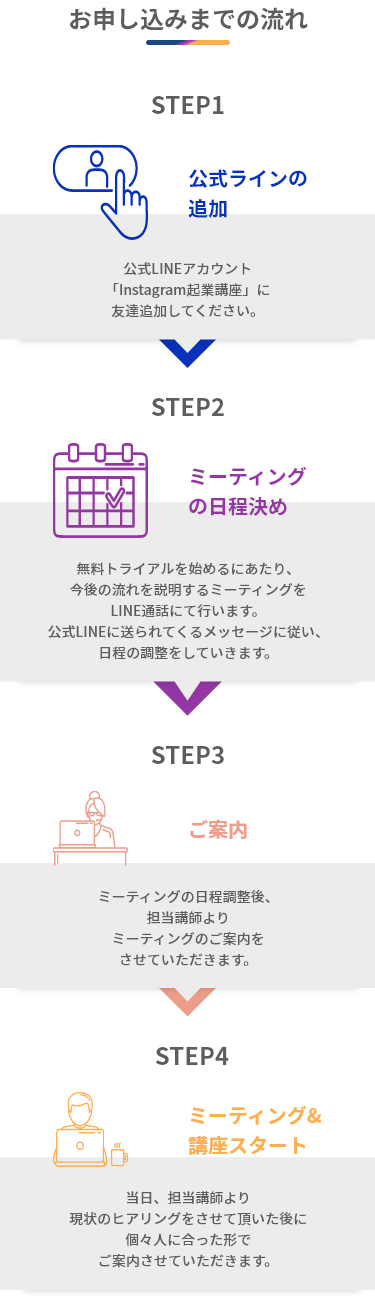 お申し込みまでの流れ
STEP1
公式ラインの
追加
公式LINEアカウント
「Instagram起業講座」に
友達追加してください。
STEP2
ミーティング
の日程決め
無料トライアルを始めるにあたり、
今後の流れを説明するミーティングを
LINE通話にて行います。
公式LINEに送られてくるメッセージに従い、
日程の調整をしていきます。
STEP3
ご案内
ミーティングの日程調整後、
担当講師より
ミーティングのご案内を
させていただきます。
STEP4
ミーティング&
講座スタート
当日、担当講師より
現状のヒアリングをさせて頂いた後に
個々人に合った形で
ご案内させていただきます。